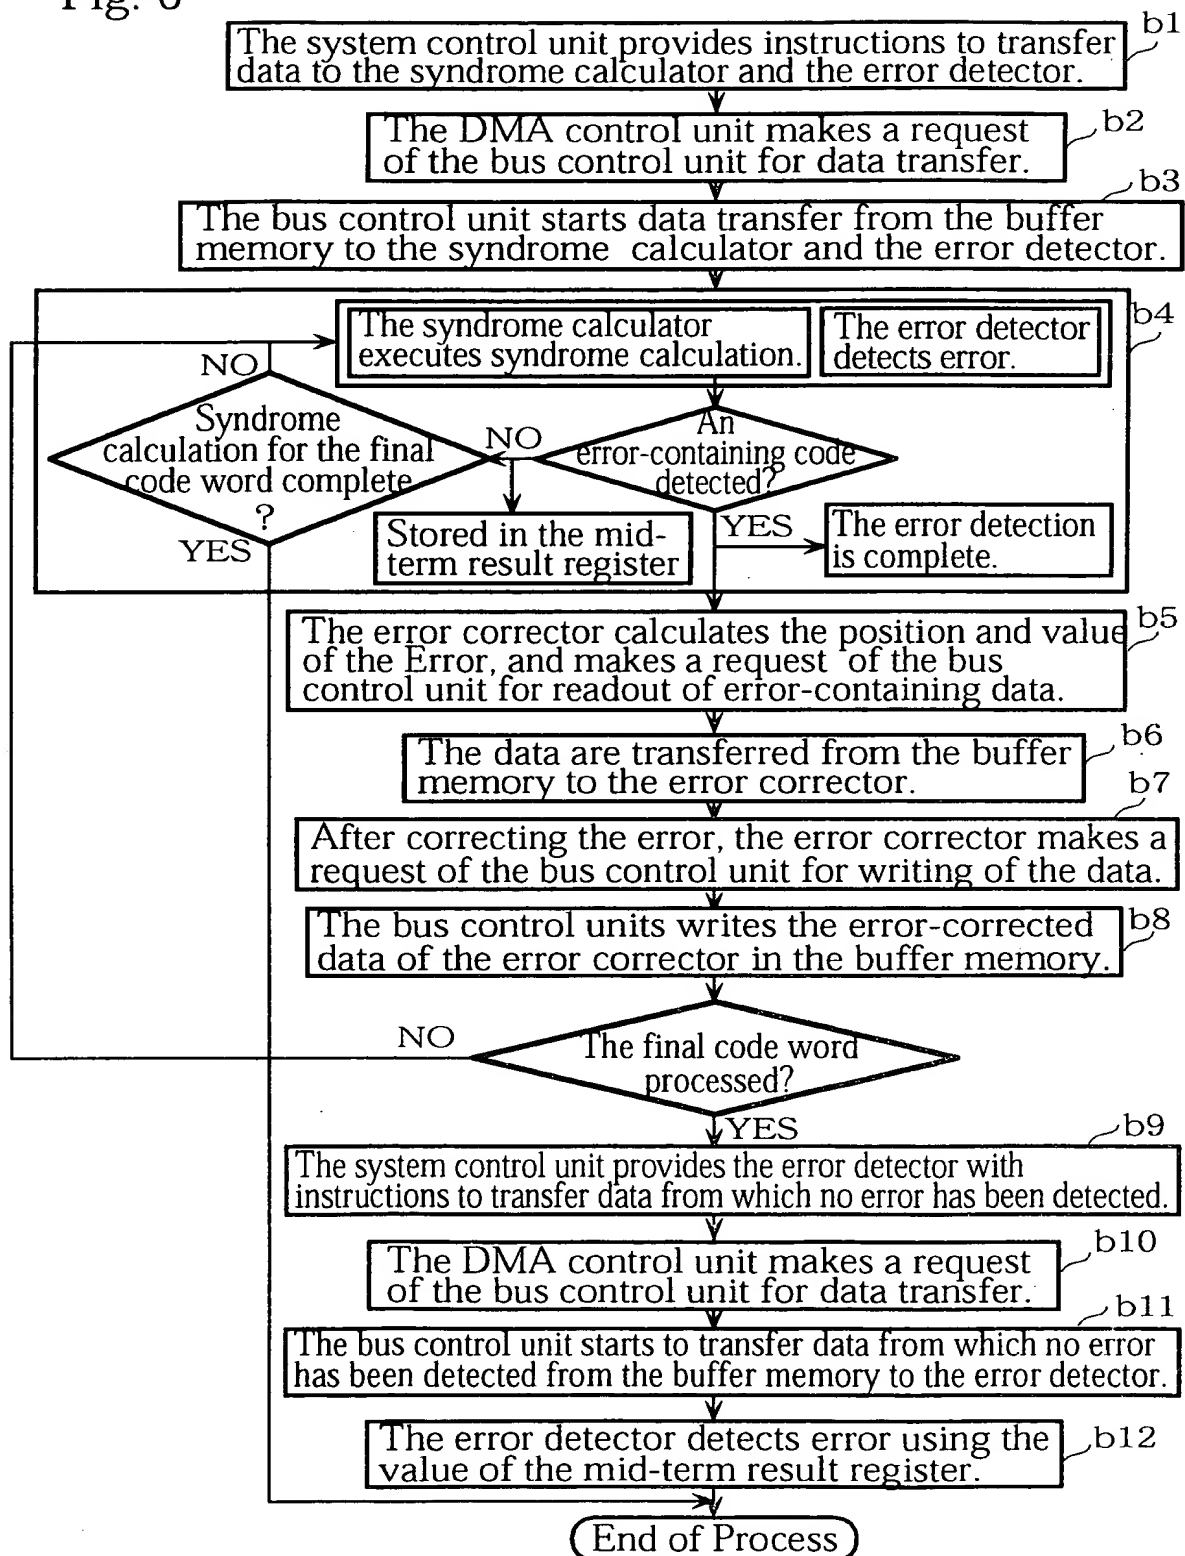 Fig. 6
b1
The system control unit provides instructions to transfer
data to the syndrome calculator and the error detector.
b2
The DMA control unit makes a request
of the bus control unit for data transfer.
b3
The bus control unit starts data transfer from the buffer
memory to the syndrome calculator and the error detector.
b4
The syndrome calculator
executes syndrome calculation.
The error detector
detects error.
NO
Syndrome
calculation for the final
code word complete
?
YES
NO
An
error-containing code
detected?
YES
Stored in the mid-
term result register
The error detection
is complete.
b5
The error corrector calculates the position and value
of the Error, and makes a request of the bus
control unit for readout of error-containing data.
b6
The data are transferred from the buffer
memory to the error corrector.
b7
After correcting the error, the error corrector makes a
request of the bus control unit for writing of the data.
b8
The bus control units writes the error-corrected
data of the error corrector in the buffer memory.
NO
The final code word
processed?
YES
b9
The system control unit provides the error detector with
instructions to transfer data from which no error has been detected.
b10
The DMA control unit makes a request
of the bus control unit for data transfer.
b11
The bus control unit starts to transfer data from which no error
has been detected from the buffer memory to the error detector.
b12
The error detector detects error using the
value of the mid-term result register.
End of Process